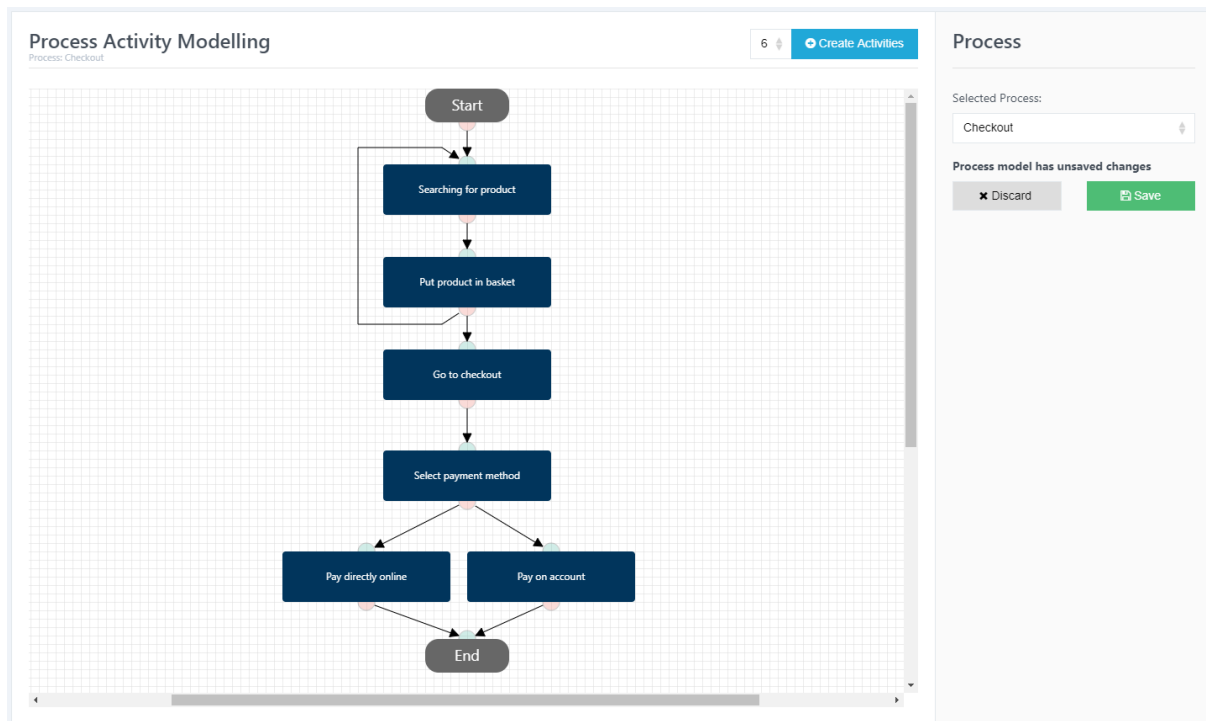 Process Activity Modelling
Process: Checkout
6
Create Activities
Start
Searching for product
Put product in basket
Go to checkout
Select payment method
Pay directly online
Pay on account
End
Process
Selected Process:
Checkout
Process model has unsaved changes
Discard
Save